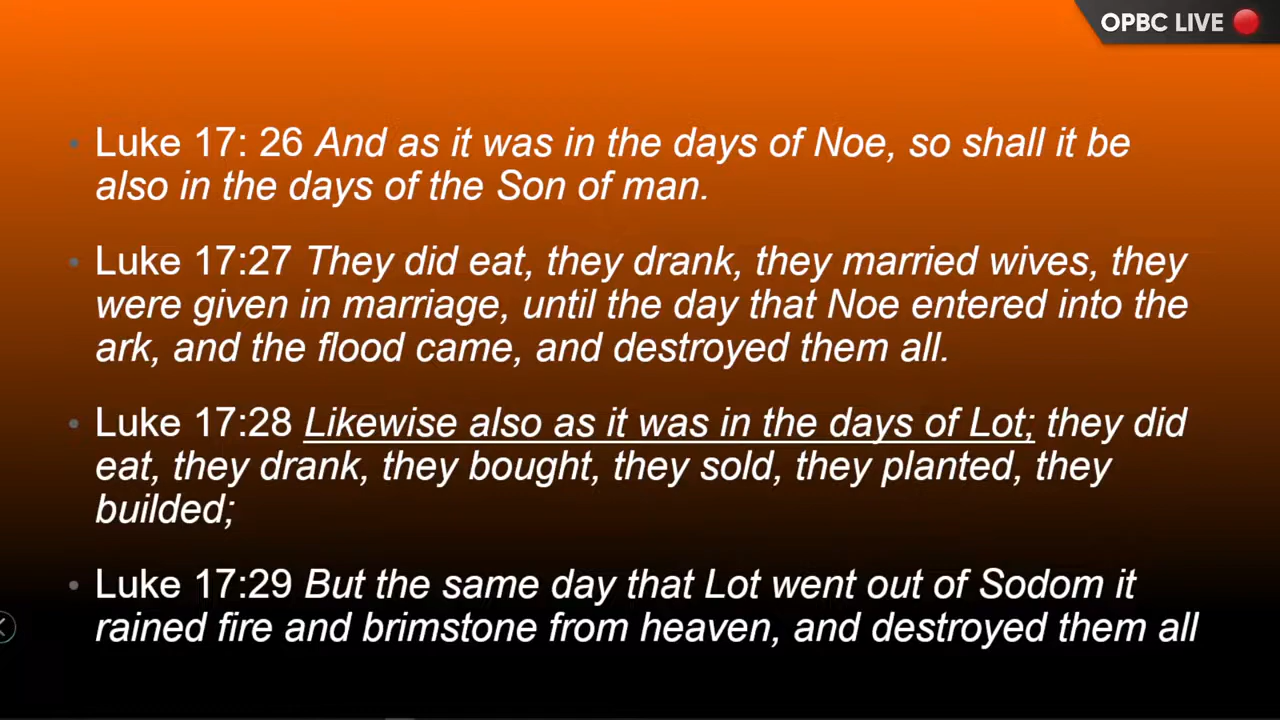 OPBC LIVE
Luke 17: 26 And as it was in the days of Noe, so shall it be
also in the days of the Son of man.
Luke 17:27 They did eat, they drank, they married wives, they
were given in marriage, until the day that Noe entered into the
ark, and the flood came, and destroyed them all.
Luke 17:28 Likewise also as it was in the days of Lot; they did
eat, they drank, they bought, they sold, they planted, they
builded;
Luke 17:29 But the same day that Lot went out of Sodom it
rained fire and brimstone from heaven, and destroyed them all